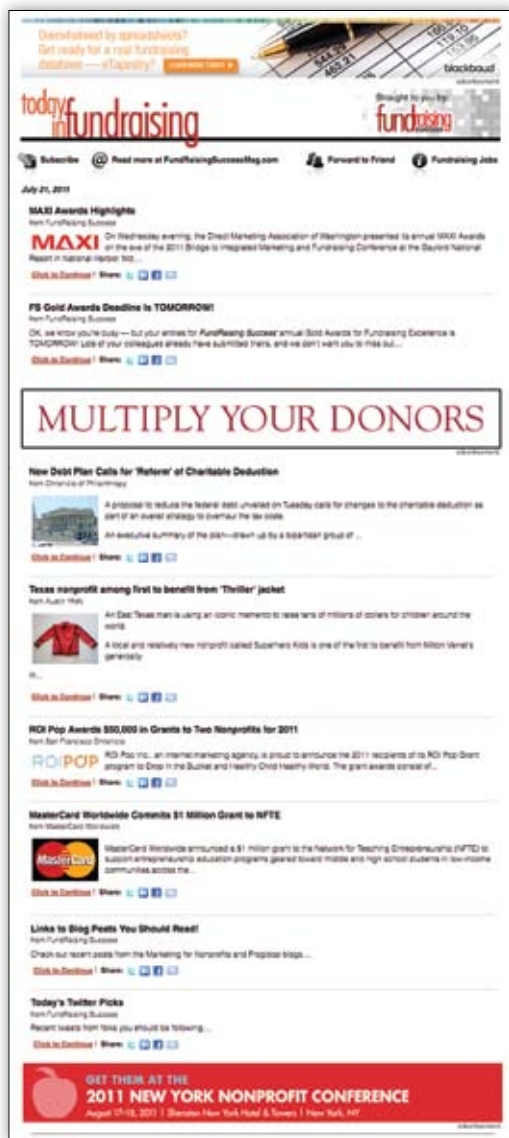 Overwhelmed by spreadsheets?
Get ready for a real fundraising
database — eTapestry. LEARN MORE TODAY
blackbaud
advertisement
today in fundraising
Brought to you by:
fundraising success
Subscribe @ Read more at FundRaisingSuccessMag.com Forward to Friend Fundraising Jobs
July 21, 2011
MAXI Awards Highlights
from FundRaising Success
MAXI On Wednesday evening, the Direct Marketing Association of Washington presented its annual MAXI Awards
on the eve of the 2011 Bridge to Integrated Marketing and Fundraising Conference at the Gaylord National
Resort in National Harbor, Md....
Click to Continue | Share:
FS Gold Awards Deadline Is TOMORROW!
from FundRaising Success
OK, we know you're busy — but your entries for FundRaising Success' annual Gold Awards for Fundraising Excellence is
TOMORROW! Lots of your colleagues already have submitted theirs, and we don't want you to miss out....
Click to Continue | Share:
MULTIPLY YOUR DONORS
advertisement
New Debt Plan Calls for 'Reform' of Charitable Deduction
from Chronicle of Philanthropy
A proposal to reduce the federal debt unveiled on Tuesday calls for changes to the charitable deduction as
part of an overall strategy to overhaul the tax code.
An executive summary of the plan—drawn up by a bipartisan group of ...
Click to Continue | Share:
Texas nonprofit among first to benefit from 'Thriller' jacket
from Austin
An East Texas man is using an iconic memento to raise tens of millions of dollars for children around the
world.
A local and relatively new nonprofit called Superhero Kids is one of the first to benefit from Milton Verret's
generosity.
Click to Continue | Share:
ROI Pop Awards $50,000 in Grants to Two Nonprofits for 2011
from San Francisco Chronicle
ROIPOP ROI Pop Inc., an internet marketing agency, is proud to announce the 2011 recipients of its ROI Pop Grant
program to Drop in the Bucket and Healthy Child Healthy World. The grant awards consist of...
Click to Continue | Share:
MasterCard Worldwide Commits $1 Million Grant to NFTE
from MasterCard Worldwide
MasterCard MasterCard Worldwide announced a $1 million grant to the Network for Teaching Entrepreneurship (NFTE) to
support entrepreneurship education programs geared toward middle and high school students in low-income
communities across the...
Click to Continue | Share:
Links to Blog Posts You Should Read!
from FundRaising Success
Check out recent posts from the Marketing for Nonprofits and blogs....
Click to Continue | Share:
Today's Twitter Picks
from FundRaising Success
Recent tweets from folks you should be following....
Click to Continue | Share:
GET THEM AT THE
2011 NEW YORK NONPROFIT CONFERENCE
August 17-18, 2011 | Sheraton New York Hotel & Towers | New York, NY
advertisement